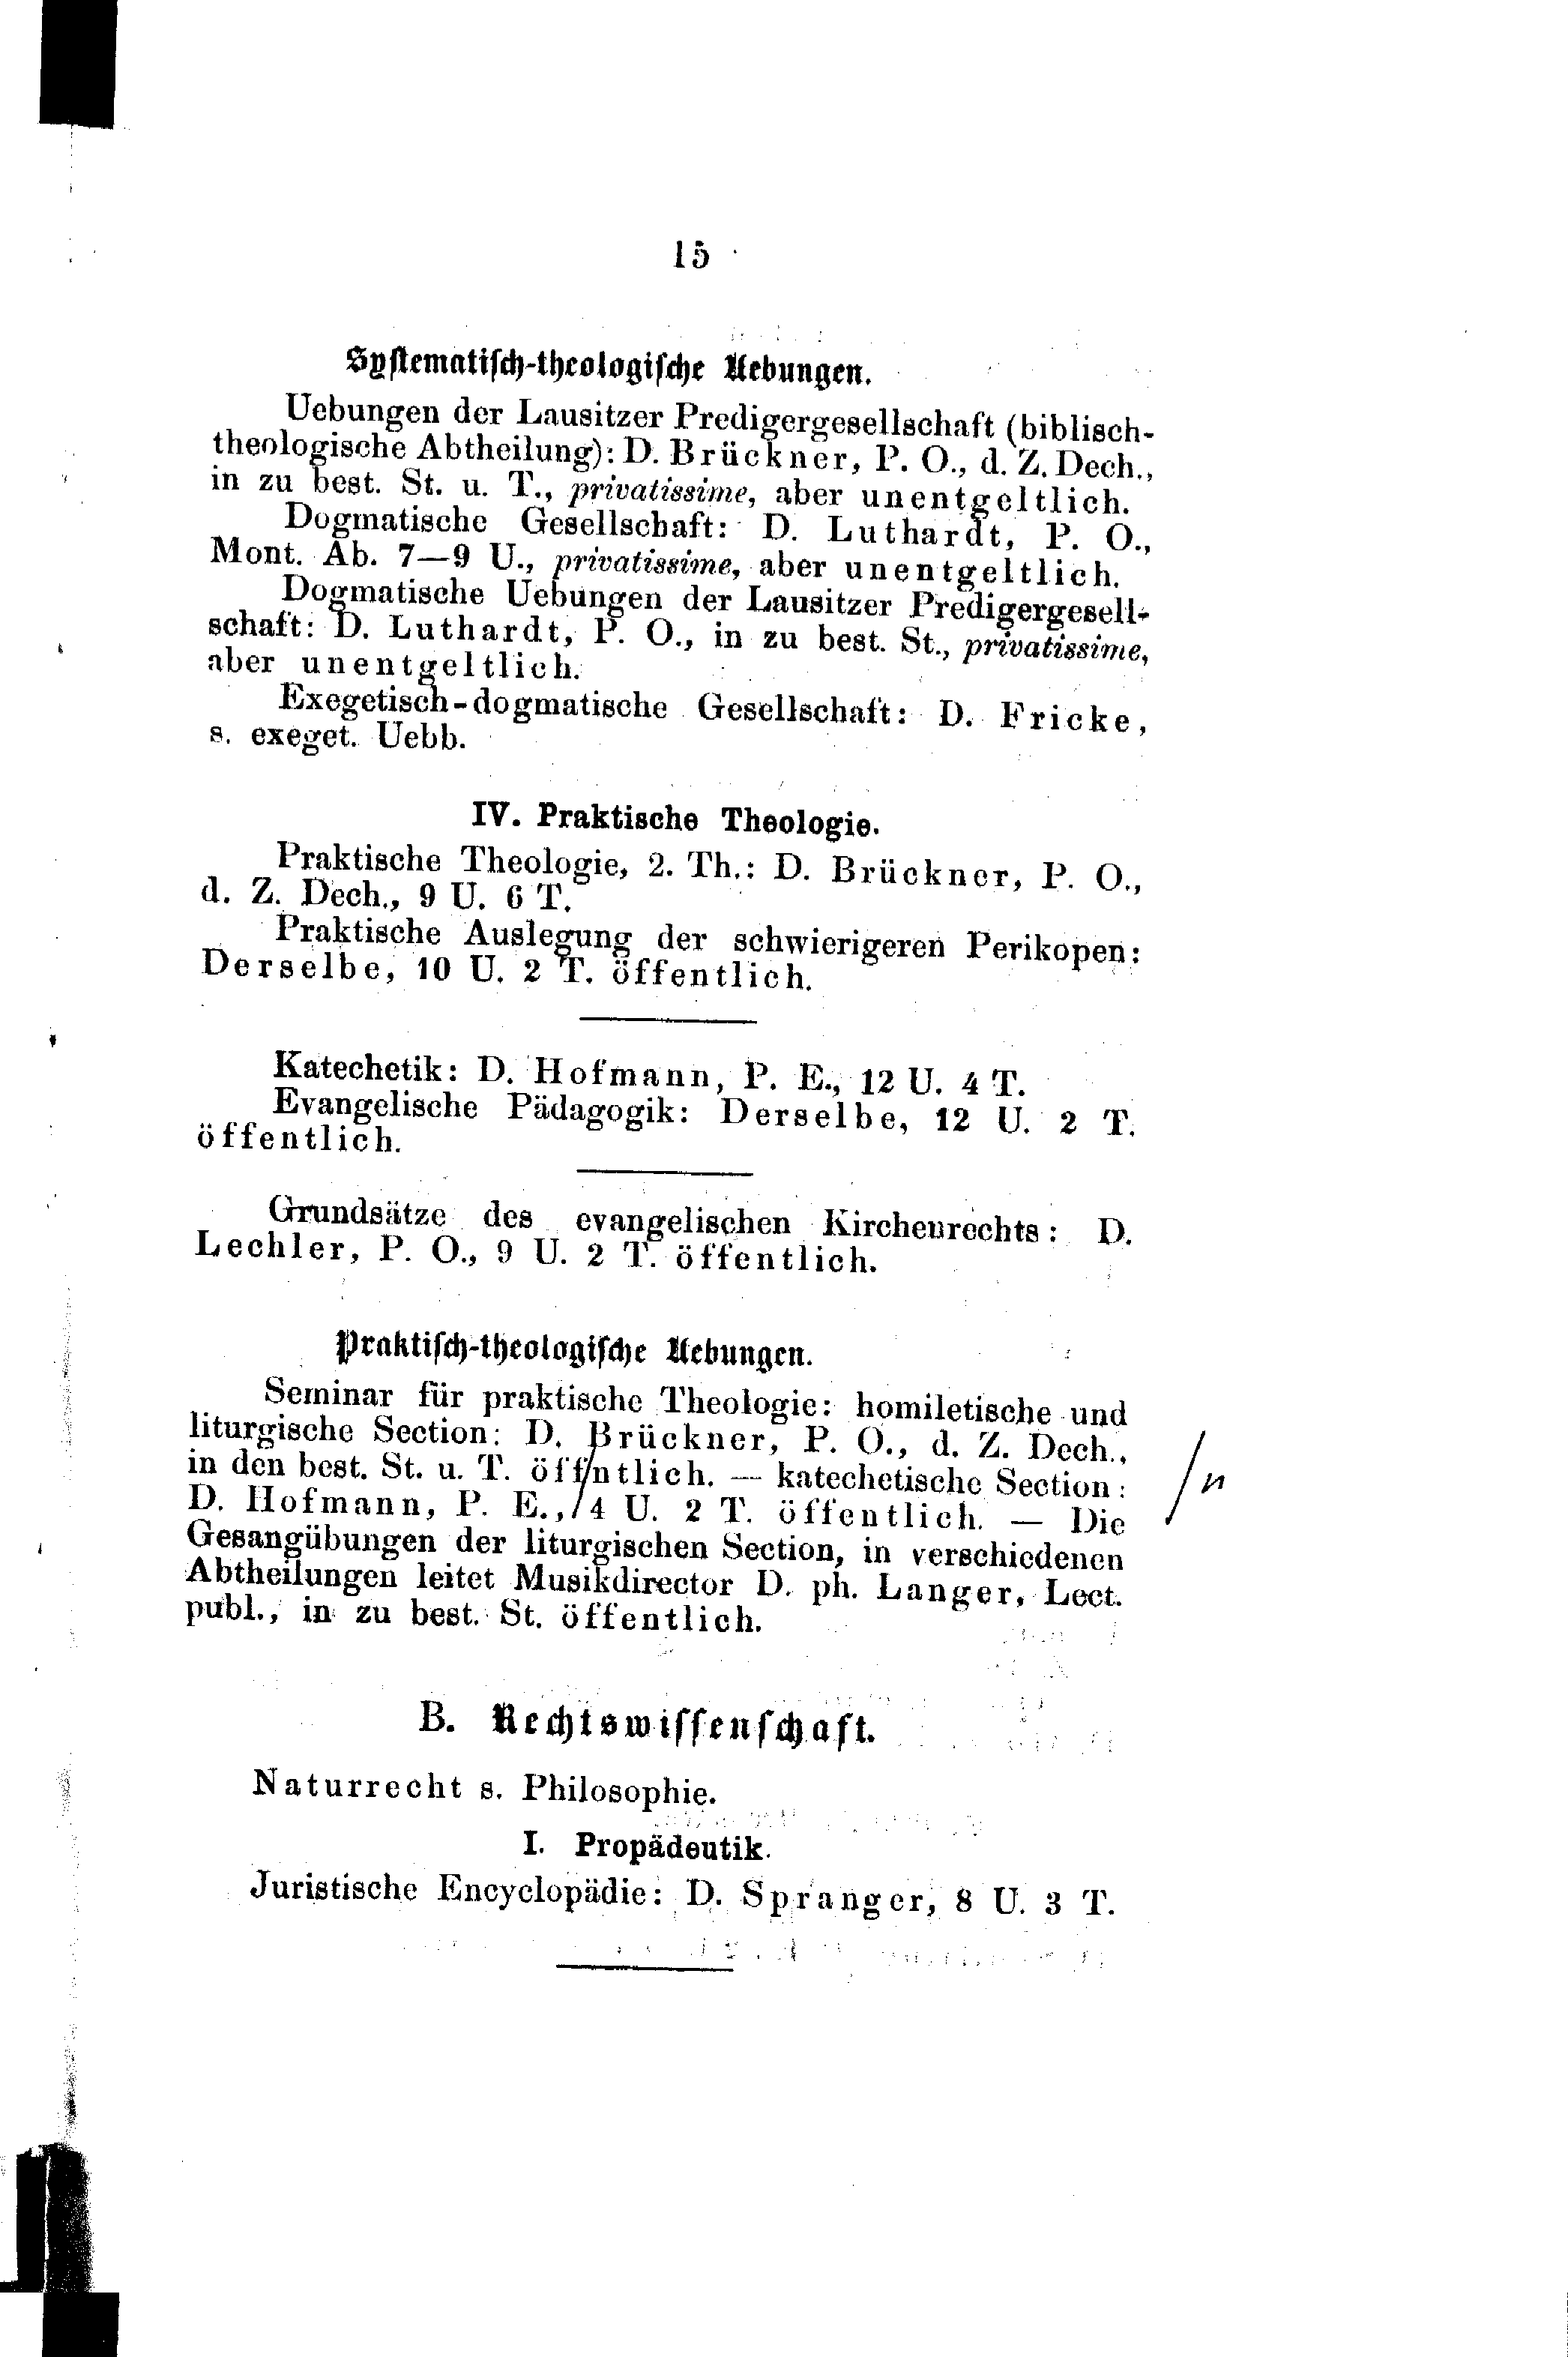 15
Systematisch-theologische Uebungen.
Uebungen der Lausitzer Predigergesellschaft (biblisch-
theologische Abtheilung): D. Brückner, P. O., d. Z. Dech.,
in zu best. St. u. T., privatissime, aber unentgeltlich.
Dogmatische Gesellschaft: D. Luthardt, P. O.,
Mont. Ab. 7—9 U., privatissime, aber unentgeltlich.
Dogmatische Uebungen der Lausitzer Predigergesell-
schaft: D. Luthardt, P. O., in zu best. St., privatissime,
aber unentgeltlich.
Exegetisch-dogmatische Gesellschaft: D. Fricke,
s. exeget. Uebb.
IV. Praktische Theologie.
Praktische Theologie, 2. Th.: D. Brückner, P. O.,
d. Z. Dech., 9 U. 6 T.
Praktische Auslegung der schwierigeren Perikopen:
Derselbe, 10 U. 2 T. öffentlich.
Katechetik: D. Hofmann, P. E., 12 U. 4 T.
Evangelische Pädagogik: Derselbe, 12 U. 2 T.
öffentlich.
Grundsätze des evangelischen Kirchenrechts: D.
Lechler, P. O., 9 U. 2 T. öffentlich.
Praktisch-theologische Uebungen.
Seminar für praktische Theologie: homiletische und
liturgische Section: D. Brückner, P. O., d. Z. Dech.,
in den best. St. u. T. öffntlich. — katechetische Section:
D. Hofmann, P. E., 4 U. 2 T. öffentlich. — Die
Gesangübungen der liturgischen Section, in verschiedenen
Abtheilungen leitet Musikdirector D. ph. Langer, Lect.
publ., in zu best. St. öffentlich.
B. Rechtswissenschaft.
Naturrecht s. Philosophie.
I. Propädeutik.
Juristische Encyclopädie: D. Spranger, 8 U. 3 T.